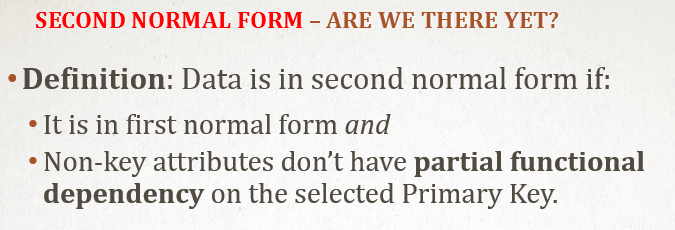 SECOND NORMAL FORM – ARE WE THERE YET?
• Definition: Data is in second normal form if:
• It is in first normal form and
• Non-key attributes don't have partial functional
dependency on the selected Primary Key.